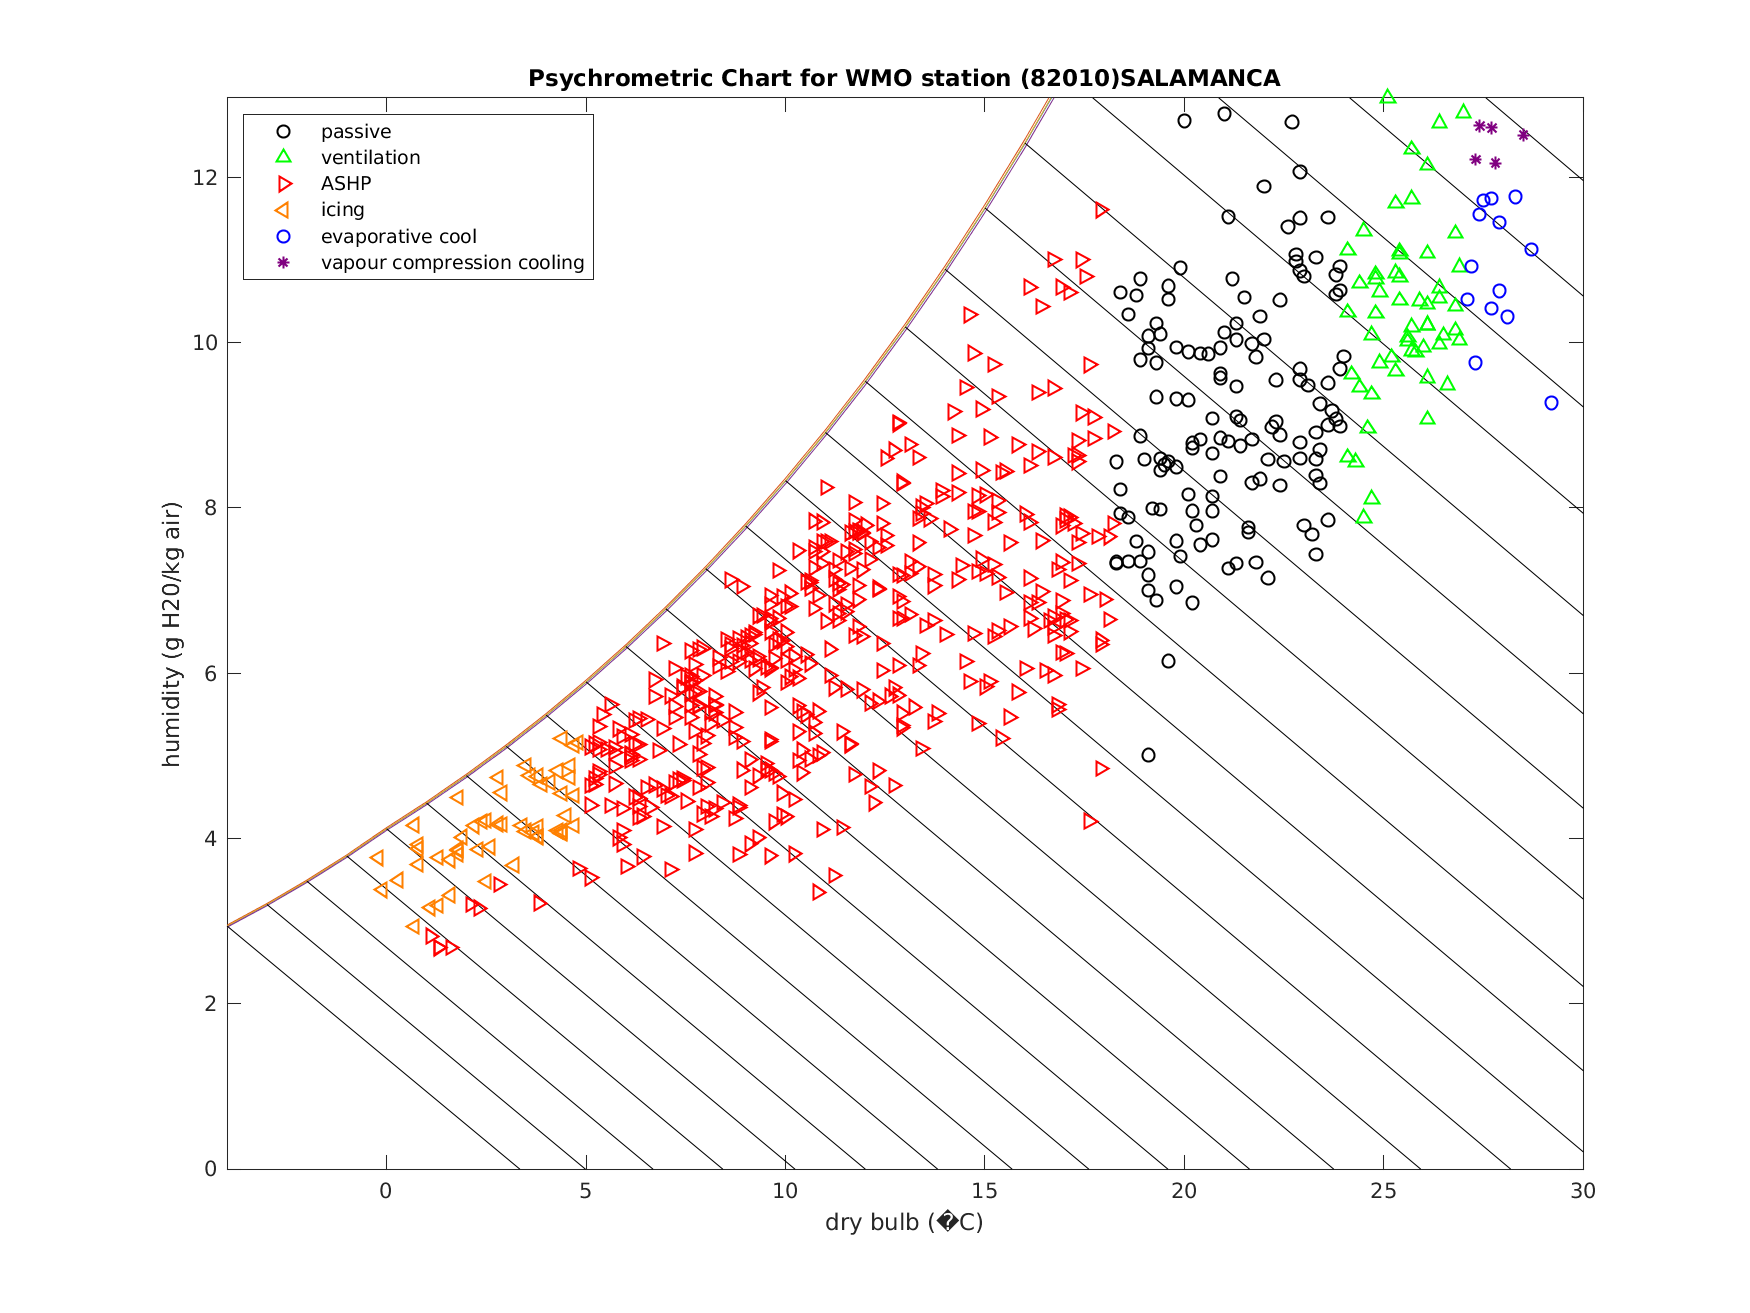 Psychrometric Chart for WMO station (82010)SALAMANCA
passive
ventilation
ASHP
icing
evaporative cool
vapour compression cooling
humidity (g H20/kg air)
12
10
8
6
4
2
0
0 5 10 15 20 25 30
dry bulb (�C)